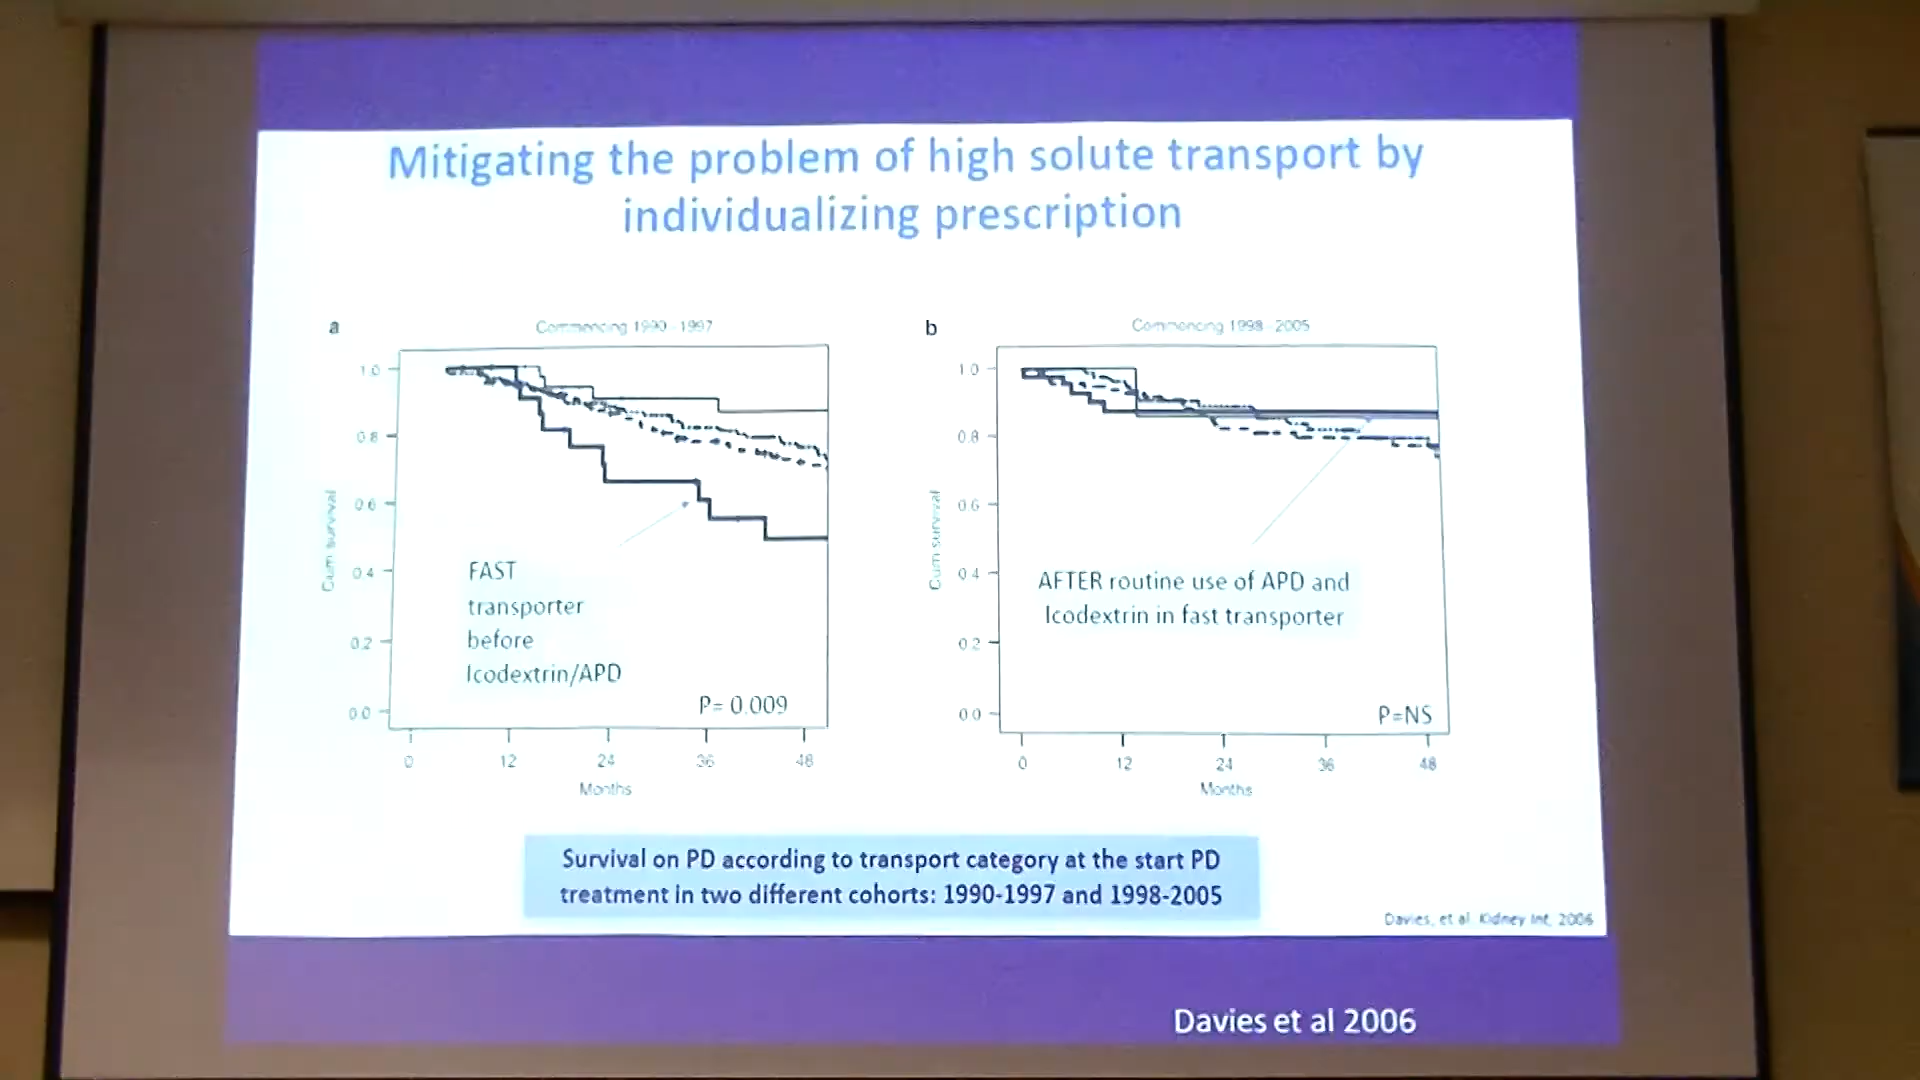 Mitigating the problem of high solute transport by
individualizing prescription
a
Commencing 1990 - 1997
1.0
0.8
0.6
0.4
0.2
0.0
Cum survival
FAST
transporter
before
Icodextrin/APD
P= 0.009
0 12 24 36 48
Months
b
Commencing 1998 - 2005
1.0
0.8
0.6
0.4
0.2
0.0
Cum survival
AFTER routine use of APD and
Icodextrin in fast transporter
P=NS
0 12 24 36 48
Months
Survival on PD according to transport category at the start PD
treatment in two different cohorts: 1990-1997 and 1998-2005
Davies, et al Kidney Int, 2006
Davies et al 2006